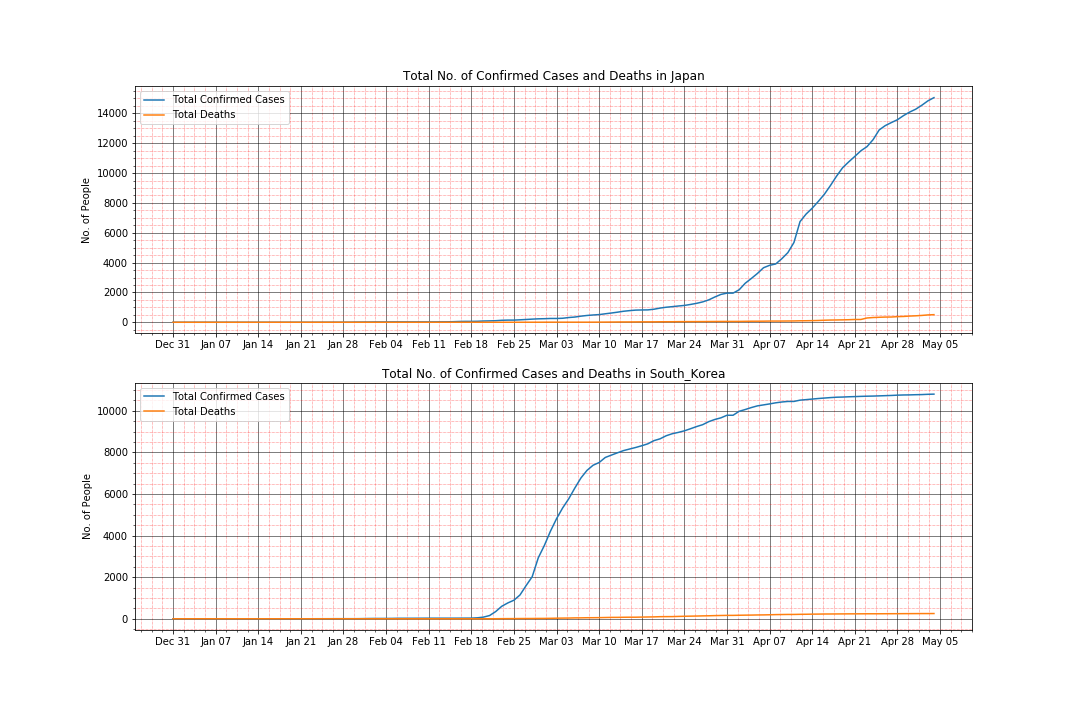 Total No. of Confirmed Cases and Deaths in Japan
Total Confirmed Cases
Total Deaths
No. of People
14000
12000
10000
8000
6000
4000
2000
0
Dec 31 Jan 07 Jan 14 Jan 21 Jan 28 Feb 04 Feb 11 Feb 18 Feb 25 Mar 03 Mar 10 Mar 17 Mar 24 Mar 31 Apr 07 Apr 14 Apr 21 Apr 28 May 05
Total No. of Confirmed Cases and Deaths in South_Korea
Total Confirmed Cases
Total Deaths
No. of People
10000
8000
6000
4000
2000
0
Dec 31 Jan 07 Jan 14 Jan 21 Jan 28 Feb 04 Feb 11 Feb 18 Feb 25 Mar 03 Mar 10 Mar 17 Mar 24 Mar 31 Apr 07 Apr 14 Apr 21 Apr 28 May 05